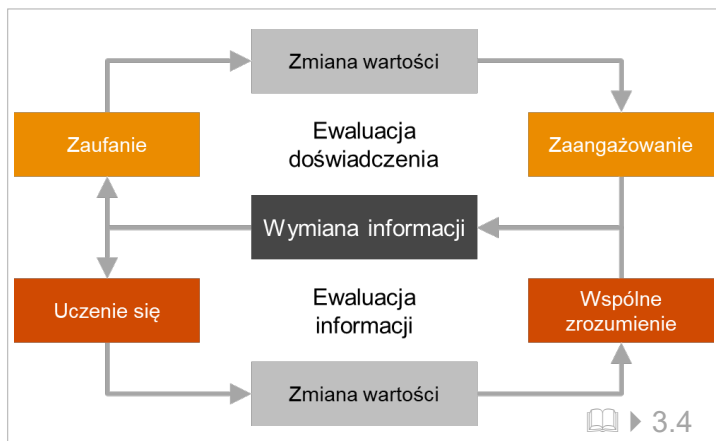 Zmiana wartości
Zaufanie
Ewaluacja
doświadczenia
Zaangażowanie
Wymiana informacji
Uczenie się
Ewaluacja
informacji
Wspólne
zrozumienie
Zmiana wartości
3.4